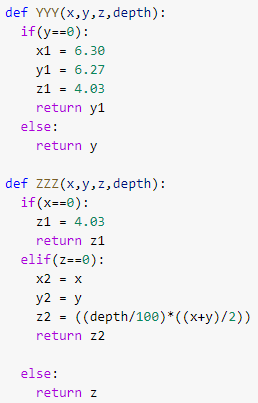 def YYY(x,y,z,depth):
  if(y==0):
    x1 = 6.30
    y1 = 6.27
    z1 = 4.03
    return y1
  else:
    return y

def ZZZ(x,y,z,depth):
  if(x==0):
    z1 = 4.03
    return z1
  elif(z==0):
    x2 = x
    y2 = y
    z2 = ((depth/100)*((x+y)/2))
    return z2

  else:
    return z